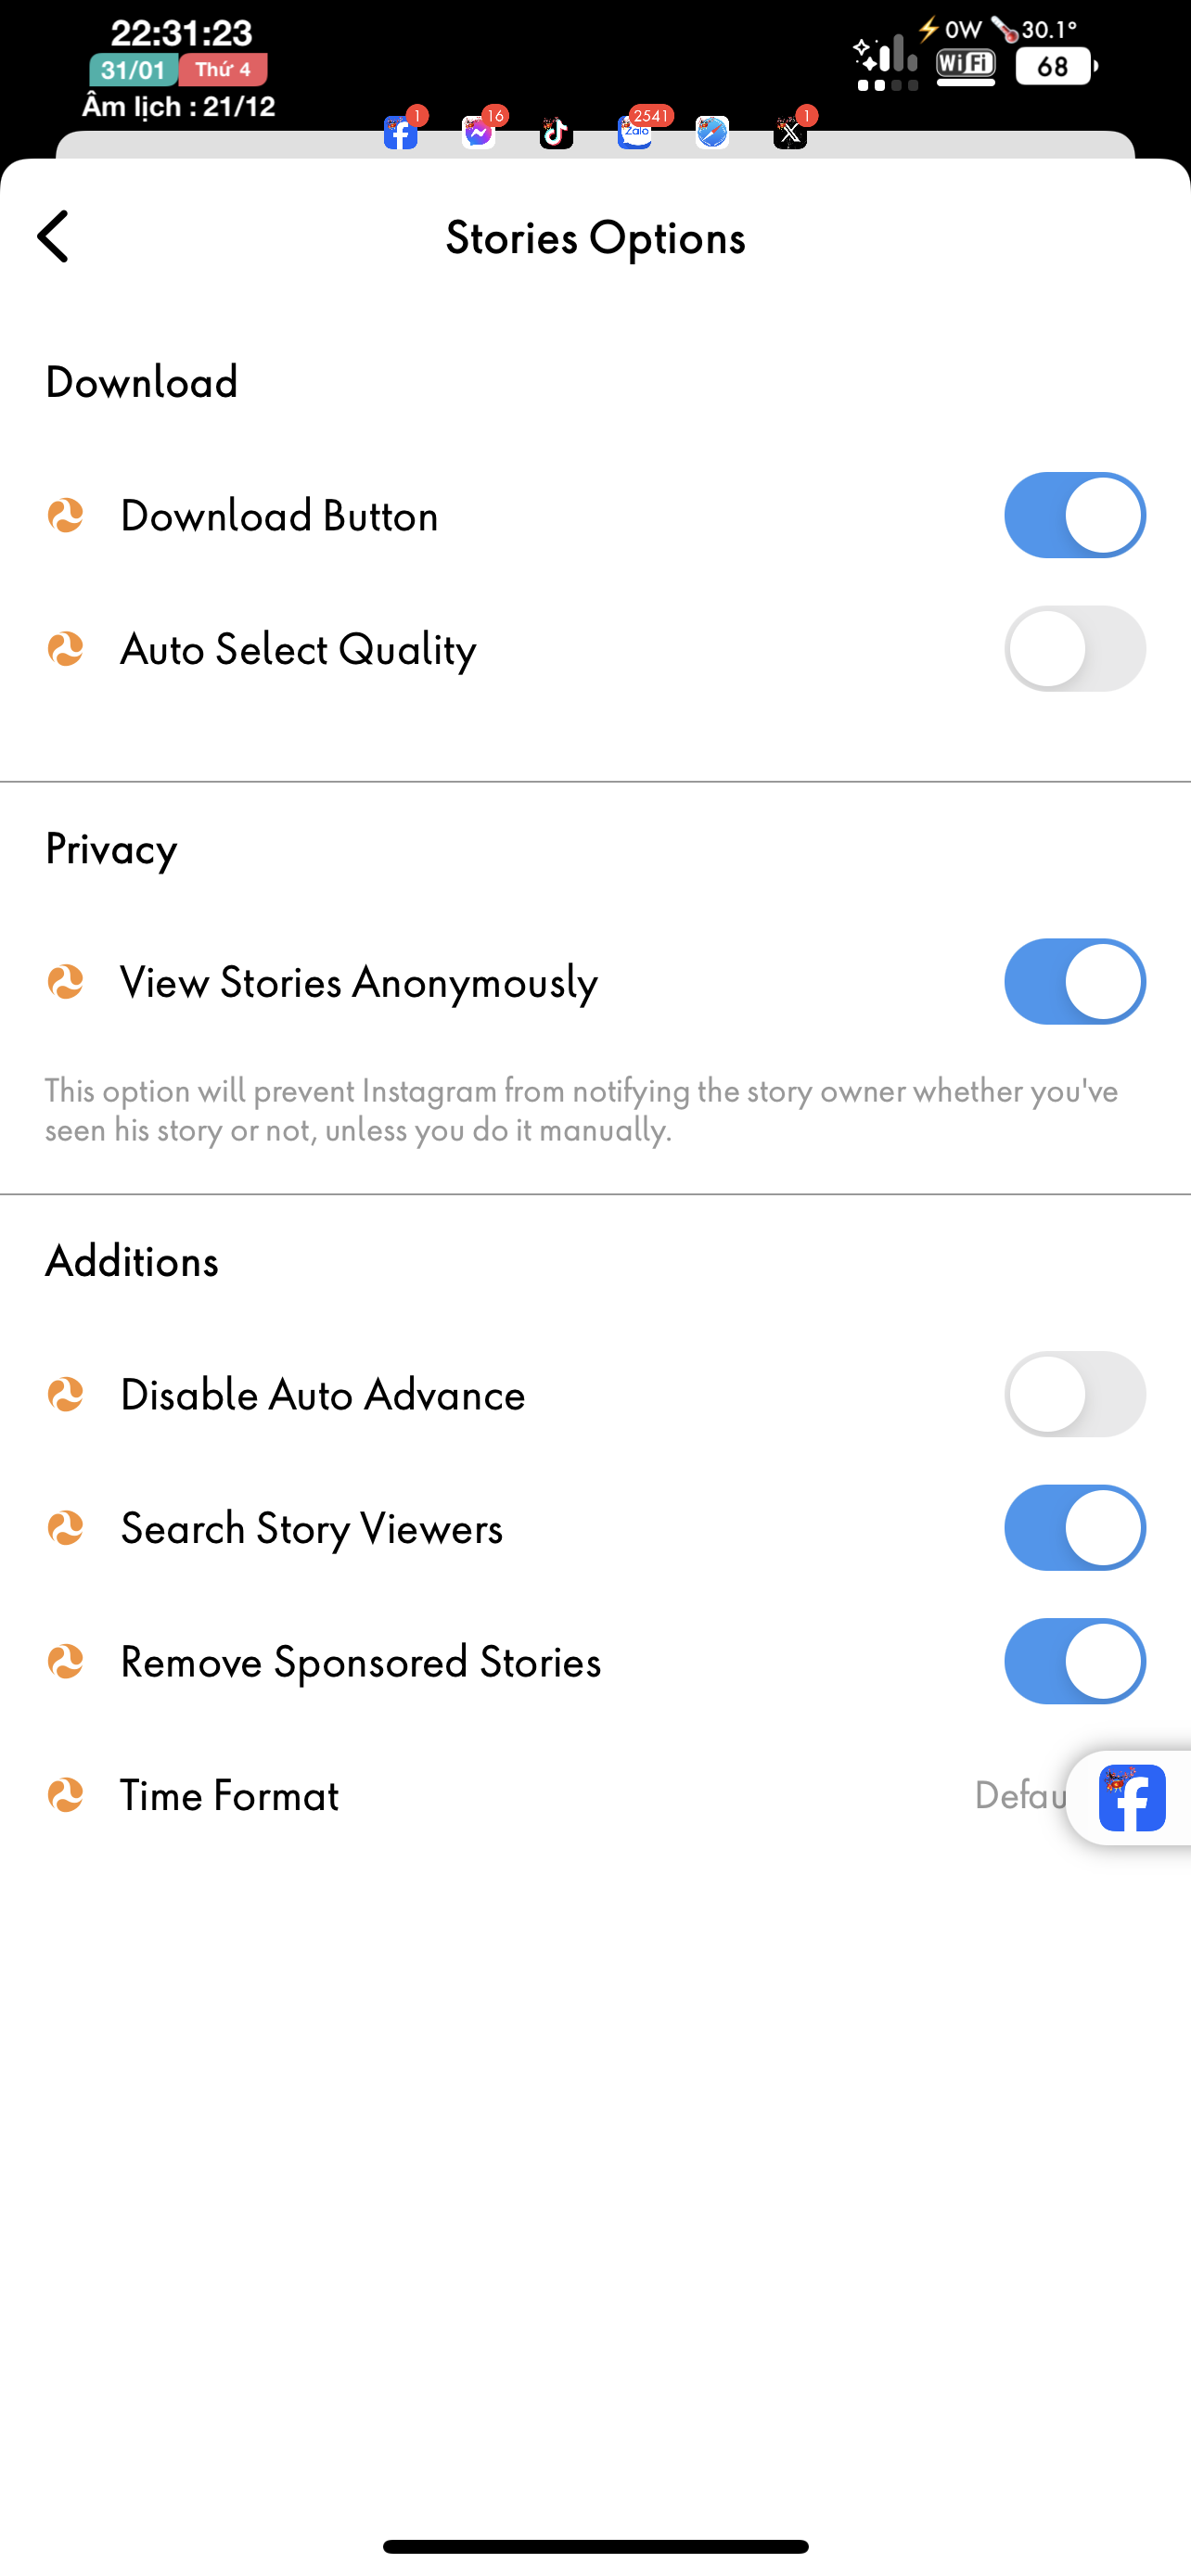 22:31:23
31/01 Thứ 4
Âm lịch : 21/12
⚡0W 🌡30.1°
WiFi
68
1 16 2541 1
Zalo
Stories Options
Download
Download Button
Auto Select Quality
Privacy
View Stories Anonymously
This option will prevent Instagram from notifying the story owner whether you've
seen his story or not, unless you do it manually.
Additions
Disable Auto Advance
Search Story Viewers
Remove Sponsored Stories
Time Format Defau